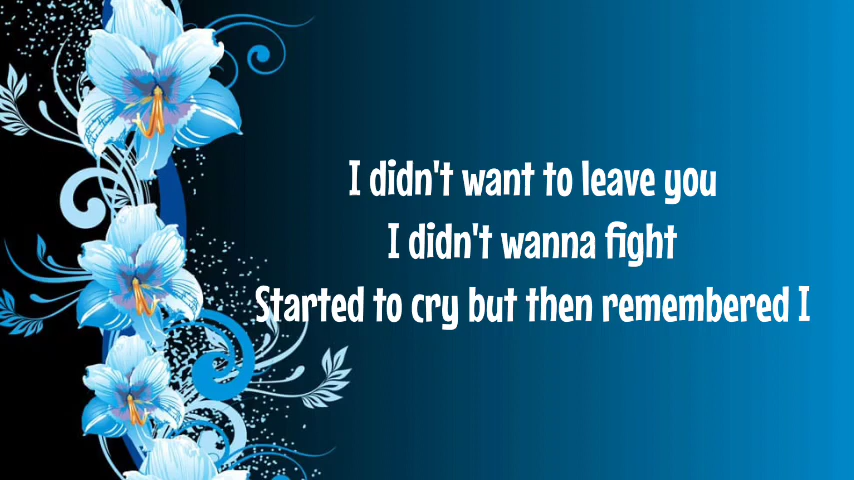 I didn't want to leave you
I didn't wanna fight
Started to cry but then remembered I